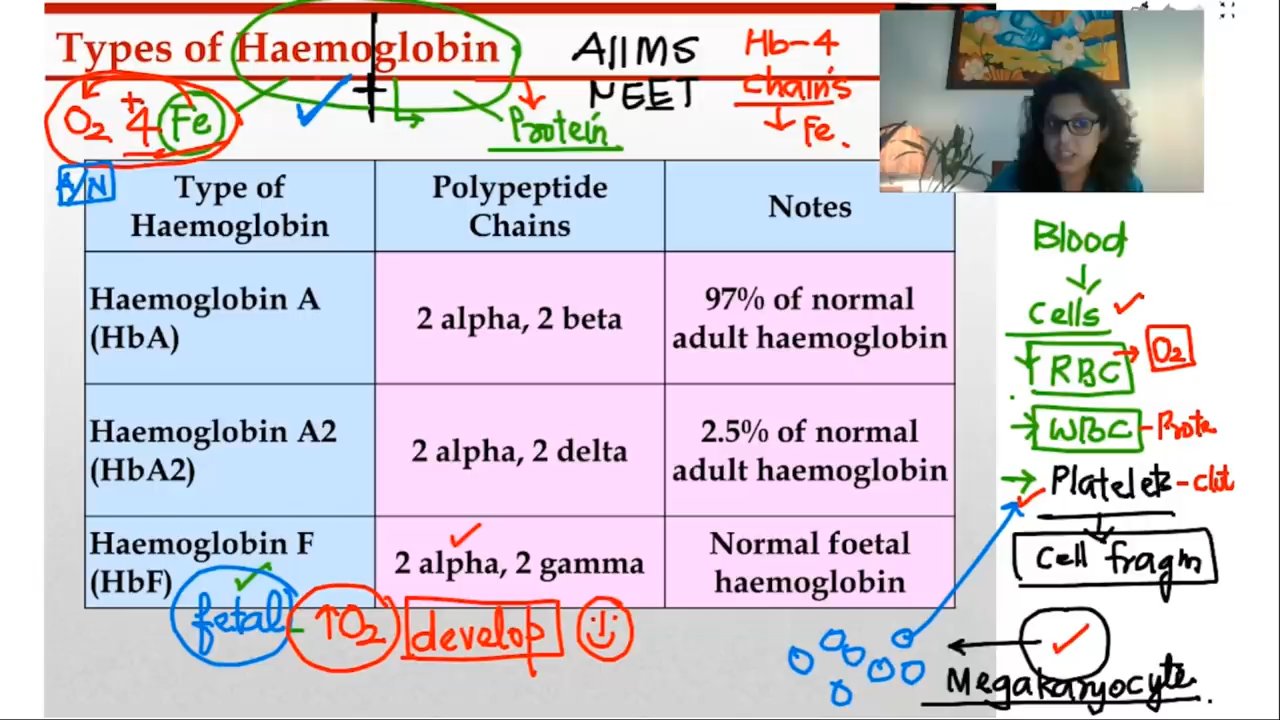 Types of Haemoglobin
AIIMS
NEET
Hb-4
Chain's
Fe.
O2 + 4 Fe
Protein
Type of
Haemoglobin
Polypeptide
Chains
Notes
Haemoglobin A
(HbA)
2 alpha, 2 beta
97% of normal
adult haemoglobin
Haemoglobin A2
(HbA2)
2 alpha, 2 delta
2.5% of normal
adult haemoglobin
Haemoglobin F
(HbF)
2 alpha, 2 gamma
Normal foetal
haemoglobin
fetal - ↑O2 develop
Blood
Cells
RBC → O2
WBC - Prote
Platelets - clot
Cell fragm
Megakaryocyte.